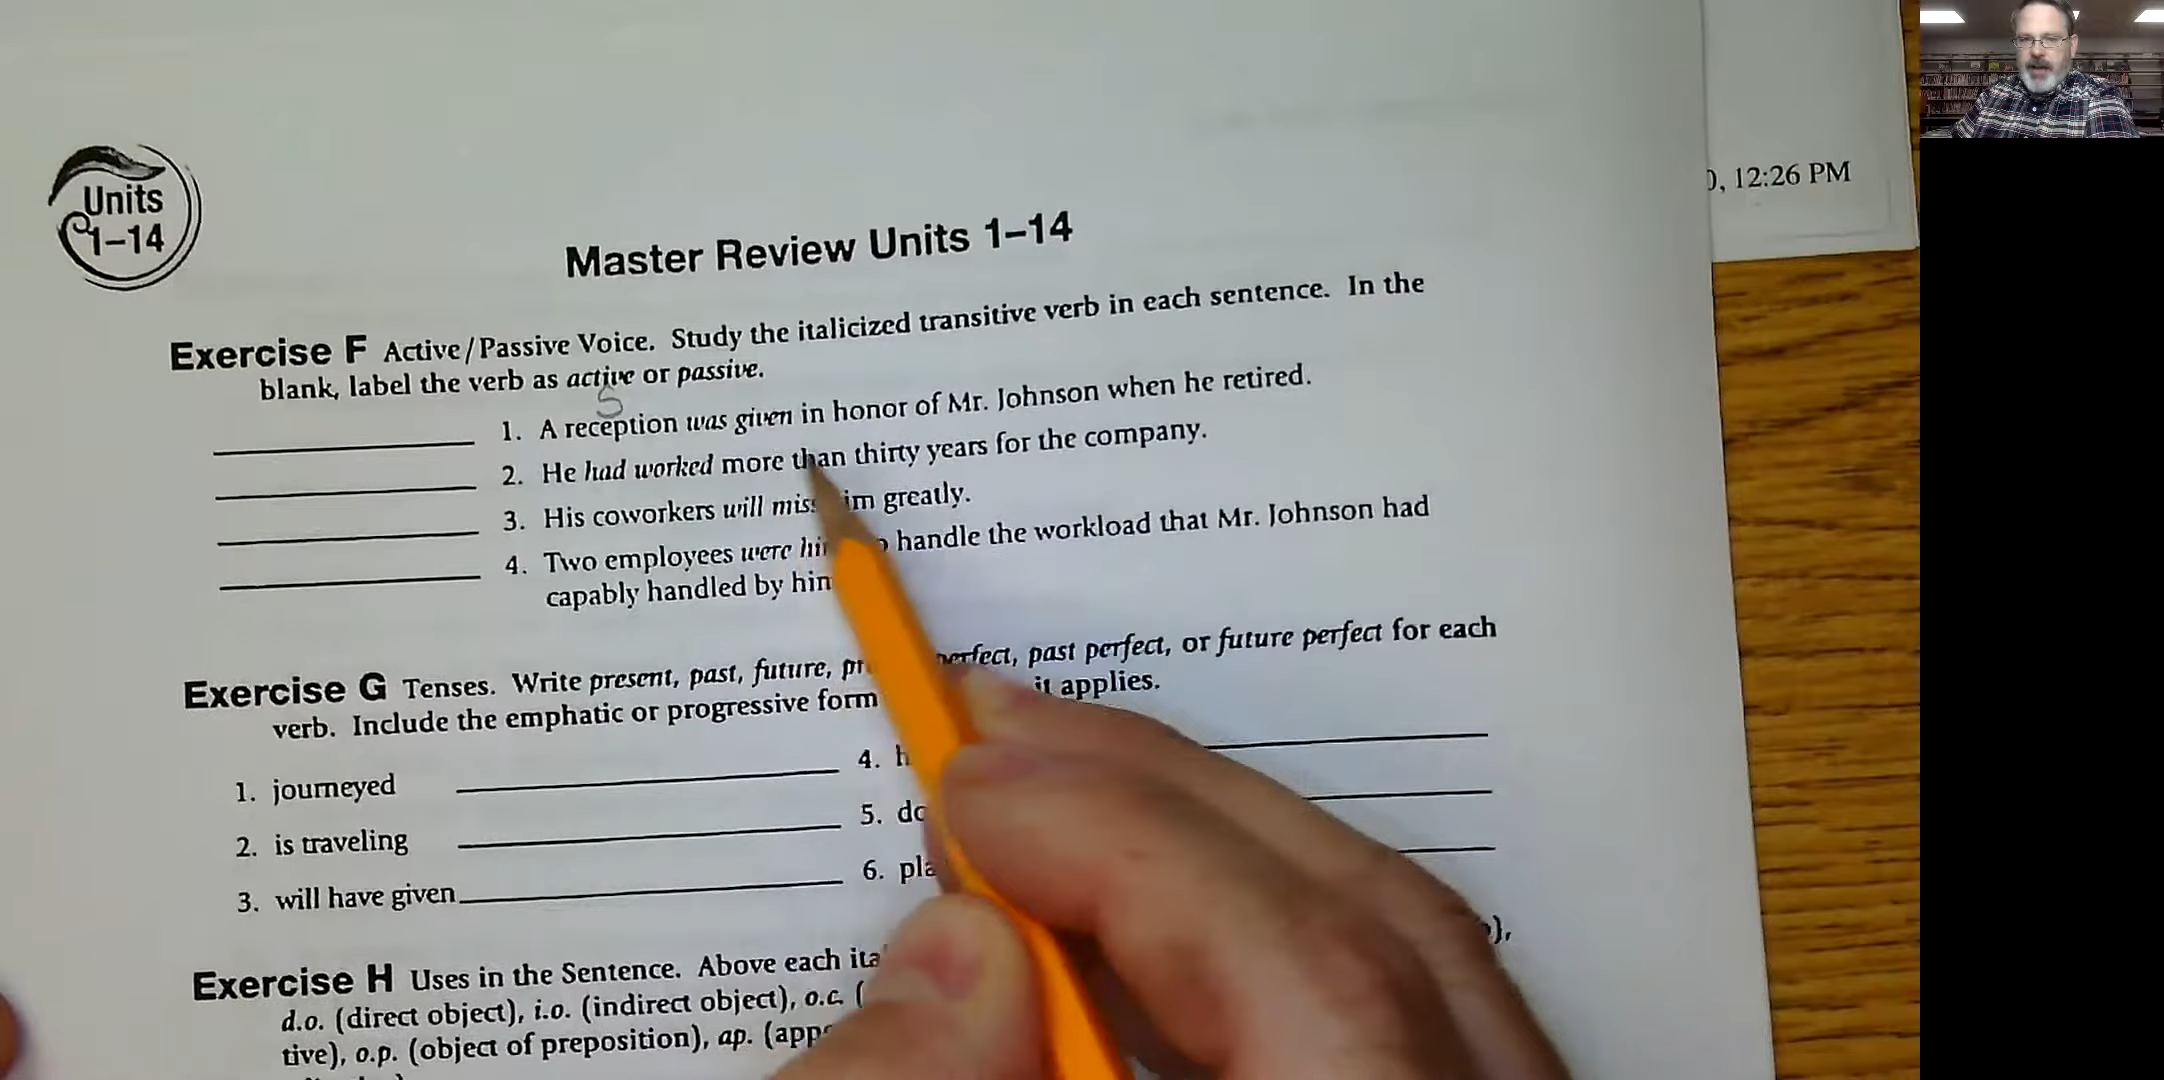 Units
1–14
), 12:26 PM
Master Review Units 1–14
Exercise F Active/Passive Voice. Study the italicized transitive verb in each sentence. In the
blank, label the verb as active or passive.
S
1. A reception was given in honor of Mr. Johnson when he retired.
2. He had worked more than thirty years for the company.
3. His coworkers will miss him greatly.
4. Two employees were handle the workload that Mr. Johnson had
capably handled by
Exercise G Tenses. Write present, past, future, perfect, past perfect, or future perfect for each
verb. Include the emphatic or progressive form it applies.
1. journeyed
2. is traveling
3. will have given
4.
5.
6.
Exercise H Uses in the Sentence. Above each
d.o. (direct object), i.o. (indirect object), o.c. (
tive), o.p. (object of preposition), ap.